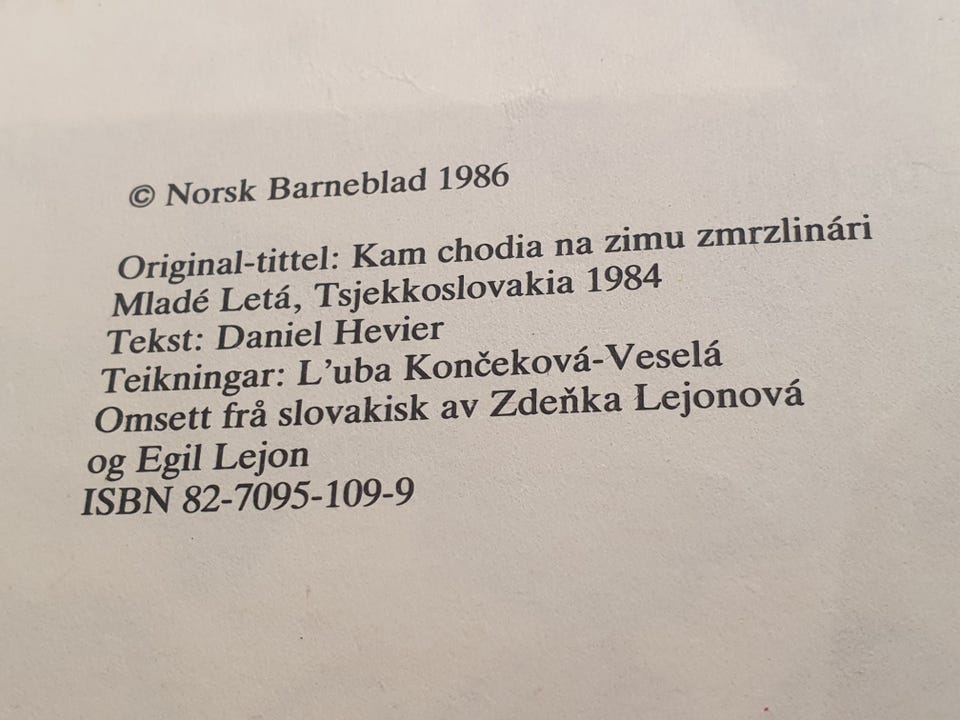 © Norsk Barneblad 1986
Original-tittel: Kam chodia na zimu zmrzlinári
Mladé Letá, Tsjekkoslovakia 1984
Tekst: Daniel Hevier
Teikningar: L'uba Končeková-Veselá
Omsett frå slovakisk av Zdeňka Lejonová
og Egil Lejon
ISBN 82-7095-109-9